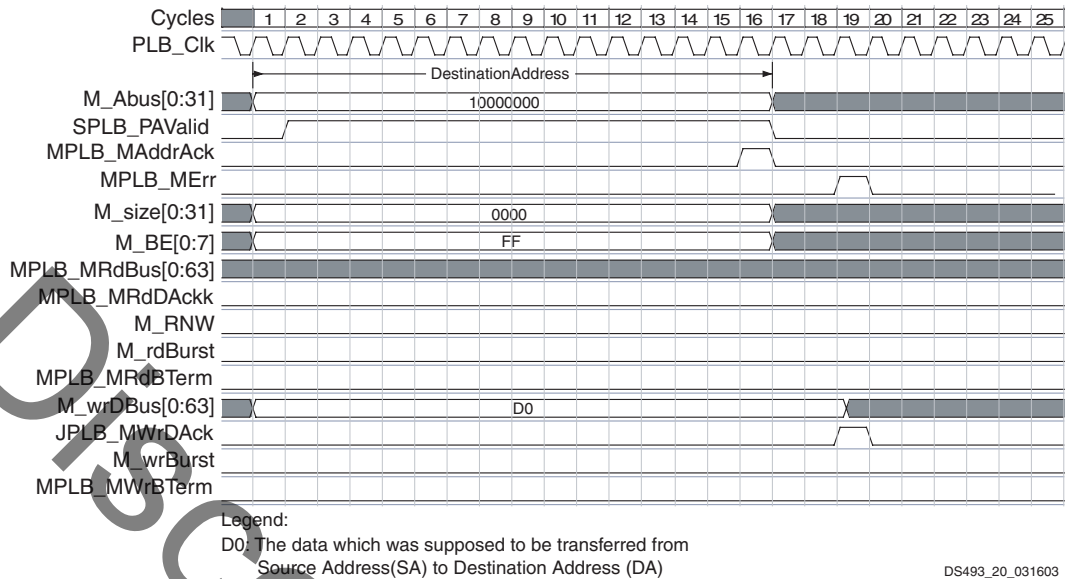 Cycles 1 2 3 4 5 6 7 8 9 10 11 12 13 14 15 16 17 18 19 20 21 22 23 24 25
PLB_Clk
DestinationAddress
M_Abus[0:31] 10000000
SPLB_PAValid
MPLB_MAddrAck
MPLB_MErr
M_size[0:31] 0000
M_BE[0:7] FF
MPLB_MRdBus[0:63]
MPLB_MRdDAckk
M_RNW
M_rdBurst
MPLB_MRdBTerm
M_wrDBus[0:63] D0
JPLB_MWrDAck
M_wrBurst
MPLB_MWrBTerm
Legend:
D0: The data which was supposed to be transferred from
Source Address(SA) to Destination Address (DA)
DS493_20_031603
Disc